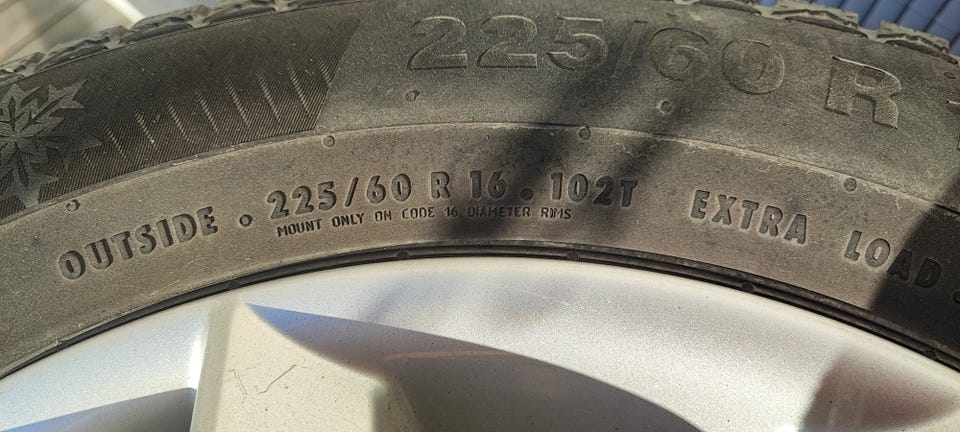 225/60 R
OUTSIDE • 225/60 R 16 • 102T EXTRA LOAD
MOUNT ONLY ON CODE 16 DIAMETER RIMS